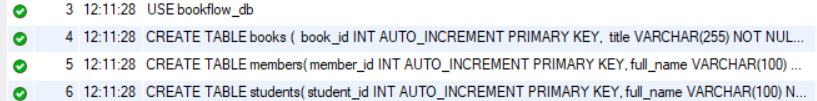 3 12:11:28 USE bookflow_db
4 12:11:28 CREATE TABLE books ( book_id INT AUTO_INCREMENT PRIMARY KEY, title VARCHAR(255) NOT NUL...
5 12:11:28 CREATE TABLE members( member_id INT AUTO_INCREMENT PRIMARY KEY, full_name VARCHAR(100) ...
6 12:11:28 CREATE TABLE students( student_id INT AUTO_INCREMENT PRIMARY KEY, full_name VARCHAR(100) N...